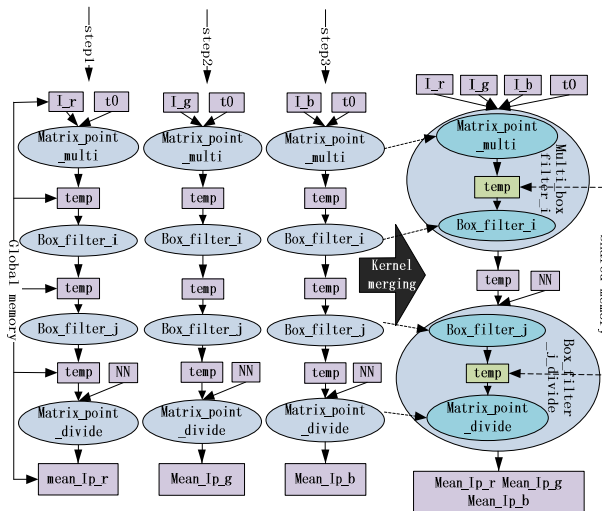 step1
step2
step3
I_r
t0
I_g
t0
I_b
t0
I_r
I_g
I_b
t0
Matrix_point
_multi
Matrix_point
_multi
Matrix_point
_multi
Matrix_point
_multi
temp
temp
temp
temp
Multi_box
_filter_i
Box_filter_i
Box_filter_i
Box_filter_i
Box_filter_i
Global memory
Kernel
merging
temp
temp
temp
temp
NN
Box_filter_j
Box_filter_j
Box_filter_j
Box_filter_j
Box_filter
_j_divide
temp
NN
temp
NN
temp
NN
temp
Matrix_point
_divide
Matrix_point
_divide
Matrix_point
_divide
Matrix_point
_divide
mean_Ip_r
Mean_Ip_g
Mean_Ip_b
Mean_Ip_r Mean_Ip_g
Mean_Ip_b
memory